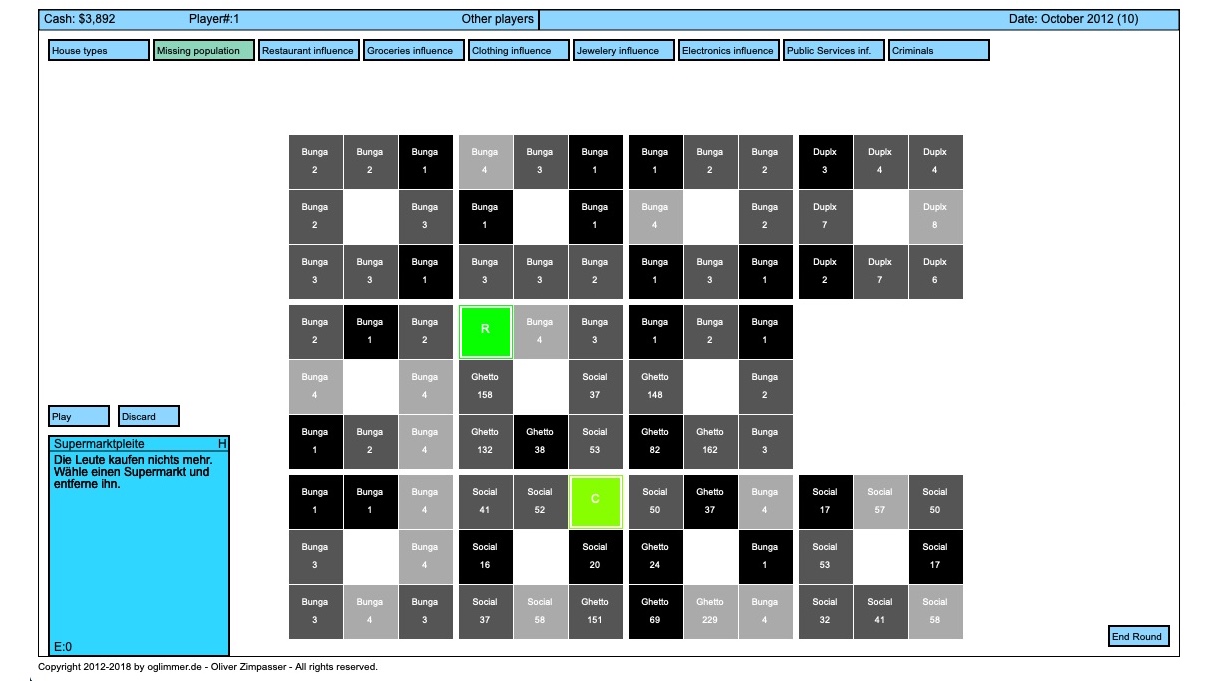 Cash: $3,892 Player#:1 Other players Date: October 2012 (10)
House types Missing population Restaurant influence Groceries influence Clothing influence Jewelery influence Electronics influence Public Services inf. Criminals
Bunga Bunga Bunga Bunga Bunga Bunga Bunga Bunga Bunga Duplx Duplx Duplx
2 2 1 4 3 1 1 2 2 3 4 4
Bunga Bunga Bunga Bunga Bunga Bunga Duplx Duplx
2 3 1 1 4 2 7 8
Bunga Bunga Bunga Bunga Bunga Bunga Bunga Bunga Bunga Duplx Duplx Duplx
3 3 1 3 3 2 1 3 1 2 7 6
Bunga Bunga Bunga R Bunga Bunga Bunga Bunga Bunga
2 1 2 4 3 1 2 1
Bunga Bunga Ghetto Social Ghetto Bunga
4 4 158 37 148 2
Bunga Bunga Bunga Ghetto Ghetto Social Ghetto Ghetto Bunga
1 2 4 132 38 53 82 162 3
Bunga Bunga Bunga Social Social C Social Ghetto Bunga Social Social Social
1 1 4 41 52 50 37 4 17 57 50
Bunga Bunga Social Social Ghetto Bunga Social Social
3 4 16 20 24 1 53 17
Bunga Bunga Bunga Social Social Ghetto Ghetto Ghetto Bunga Social Social Social
3 4 3 37 58 151 69 229 4 32 41 58
Play Discard
Supermarktpleite H
Die Leute kaufen nichts mehr.
Wähle einen Supermarkt und
entferne ihn.
E:0
End Round
Copyright 2012-2018 by oglimmer.de - Oliver Zimpasser - All rights reserved.